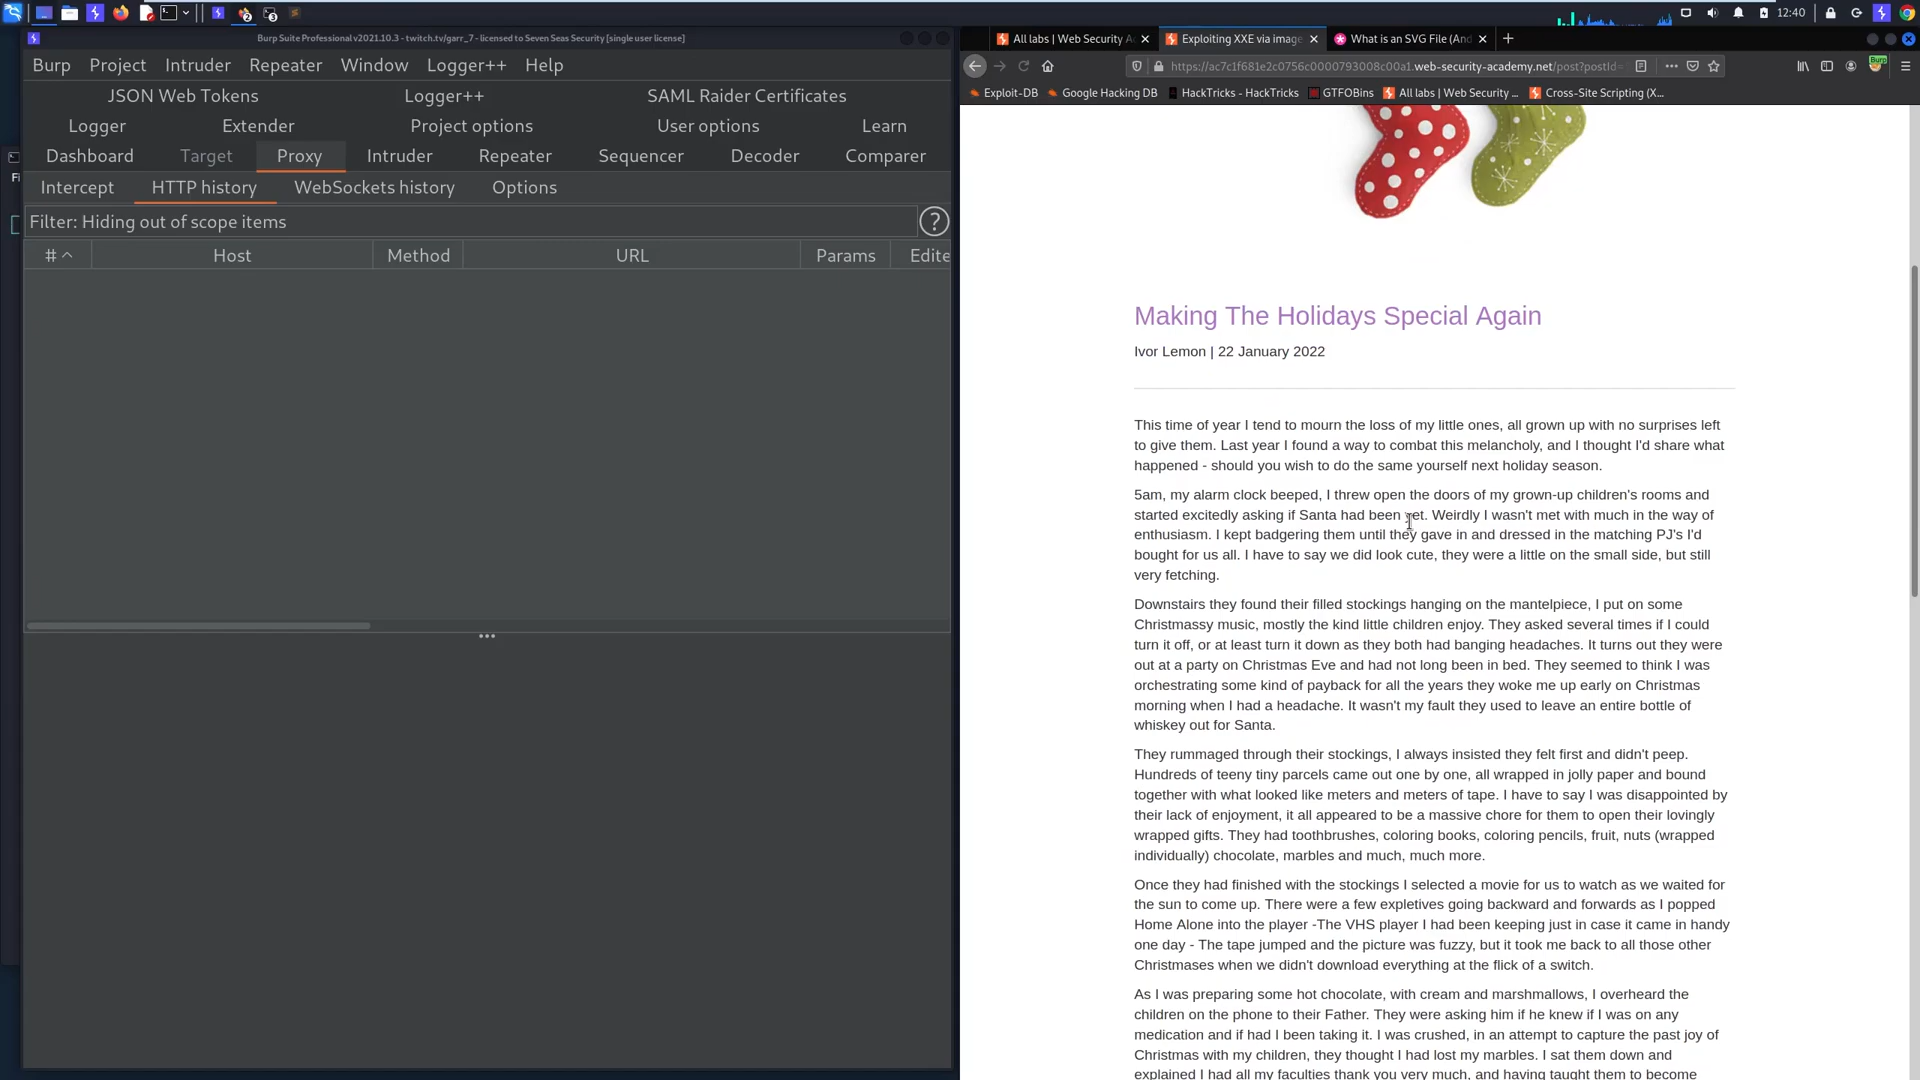 12:40
Burp Suite Professional v2021.10.3 - twitch.tv/garr_7 - licensed to Seven Seas Security [single user license]
Burp Project Intruder Repeater Window Logger++ Help
JSON Web Tokens Logger++ SAML Raider Certificates
Logger Extender Project options User options Learn
Dashboard Target Proxy Intruder Repeater Sequencer Decoder Comparer
Intercept HTTP history WebSockets history Options
Filter: Hiding out of scope items ?
# Host Method URL Params Edite
All labs | Web Security A
Exploiting XXE via image
What is an SVG File (And
https://ac7c1f681e2c0756c0000793008c00a1.web-security-academy.net/post?postId=
Burp
Exploit-DB Google Hacking DB HackTricks - HackTricks GTFOBins All labs | Web Security ... Cross-Site Scripting (X...
Making The Holidays Special Again
Ivor Lemon | 22 January 2022
This time of year I tend to mourn the loss of my little ones, all grown up with no surprises left
to give them. Last year I found a way to combat this melancholy, and I thought I'd share what
happened - should you wish to do the same yourself next holiday season.
5am, my alarm clock beeped, I threw open the doors of my grown-up children's rooms and
started excitedly asking if Santa had been yet. Weirdly I wasn't met with much in the way of
enthusiasm. I kept badgering them until they gave in and dressed in the matching PJ's I'd
bought for us all. I have to say we did look cute, they were a little on the small side, but still
very fetching.
Downstairs they found their filled stockings hanging on the mantelpiece, I put on some
Christmassy music, mostly the kind little children enjoy. They asked several times if I could
turn it off, or at least turn it down as they both had banging headaches. It turns out they were
out at a party on Christmas Eve and had not long been in bed. They seemed to think I was
orchestrating some kind of payback for all the years they woke me up early on Christmas
morning when I had a headache. It wasn't my fault they used to leave an entire bottle of
whiskey out for Santa.
They rummaged through their stockings, I always insisted they felt first and didn't peep.
Hundreds of teeny tiny parcels came out one by one, all wrapped in jolly paper and bound
together with what looked like meters and meters of tape. I have to say I was disappointed by
their lack of enjoyment, it all appeared to be a massive chore for them to open their lovingly
wrapped gifts. They had toothbrushes, coloring books, coloring pencils, fruit, nuts (wrapped
individually) chocolate, marbles and much, much more.
Once they had finished with the stockings I selected a movie for us to watch as we waited for
the sun to come up. There were a few expletives going backward and forwards as I popped
Home Alone into the player -The VHS player I had been keeping just in case it came in handy
one day - The tape jumped and the picture was fuzzy, but it took me back to all those other
Christmases when we didn't download everything at the flick of a switch.
As I was preparing some hot chocolate, with cream and marshmallows, I overheard the
children on the phone to their Father. They were asking him if he knew if I was on any
medication and if had I been taking it. I was crushed, in an attempt to capture the past joy of
Christmas with my children, they thought I had lost my marbles. I sat them down and
explained I had all my faculties thank you very much, and having taught them to become